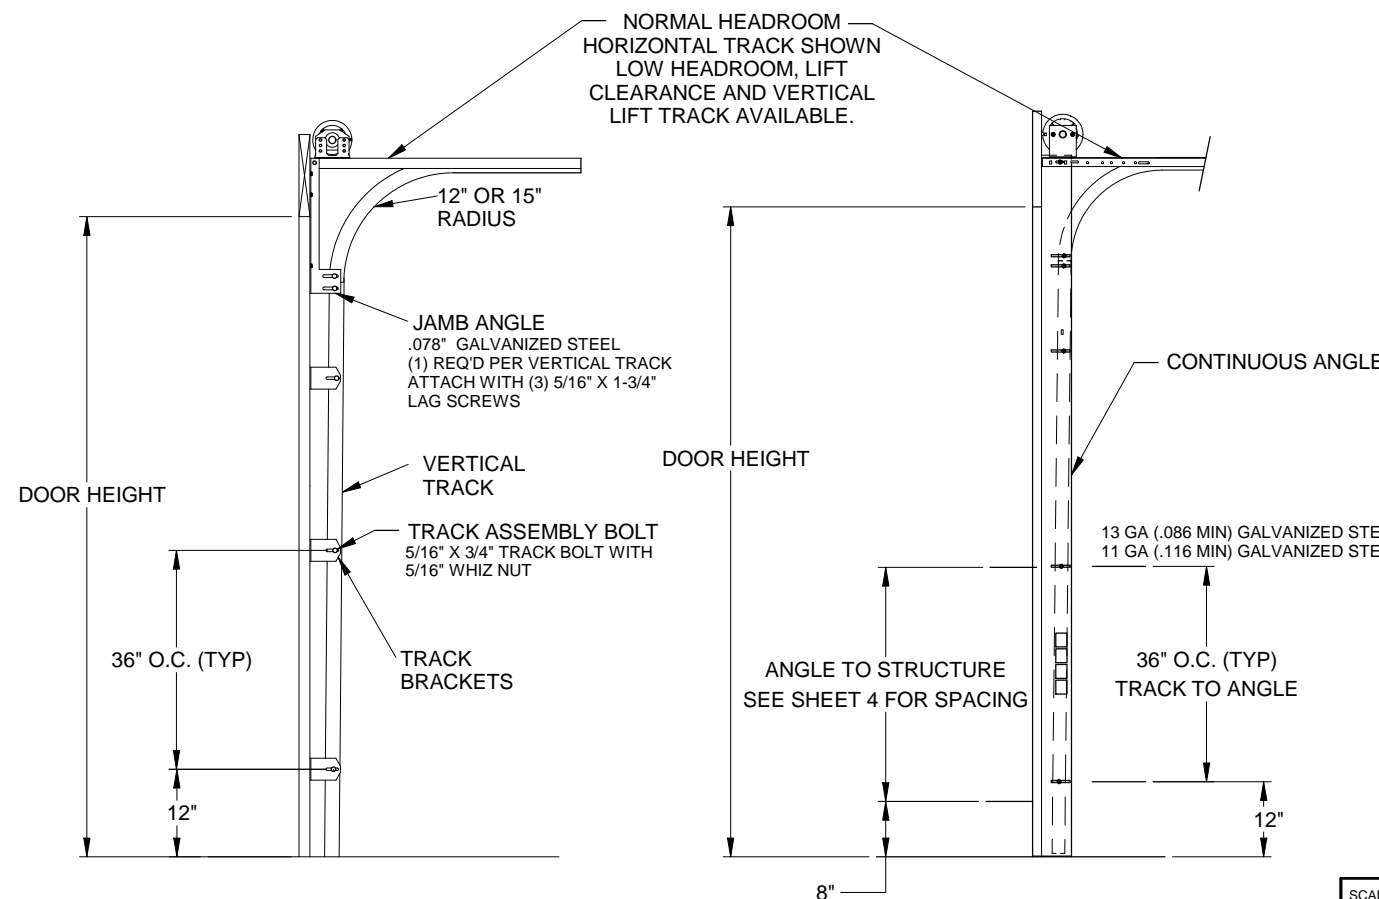 NORMAL HEADROOM
HORIZONTAL TRACK SHOWN
LOW HEADROOM, LIFT
CLEARANCE AND VERTICAL
LIFT TRACK AVAILABLE.
12" OR 15"
RADIUS
JAMB ANGLE
.078" GALVANIZED STEEL
(1) REQ'D PER VERTICAL TRACK
ATTACH WITH (3) 5/16" X 1-3/4"
LAG SCREWS
VERTICAL
TRACK
DOOR HEIGHT
TRACK ASSEMBLY BOLT
5/16" X 3/4" TRACK BOLT WITH
5/16" WHIZ NUT
36" O.C. (TYP)
TRACK
BRACKETS
12"
CONTINUOUS ANGLE
DOOR HEIGHT
13 GA (.086 MIN) GALVANIZED STE
11 GA (.116 MIN) GALVANIZED STE
ANGLE TO STRUCTURE
SEE SHEET 4 FOR SPACING
36" O.C. (TYP)
TRACK TO ANGLE
12"
8"